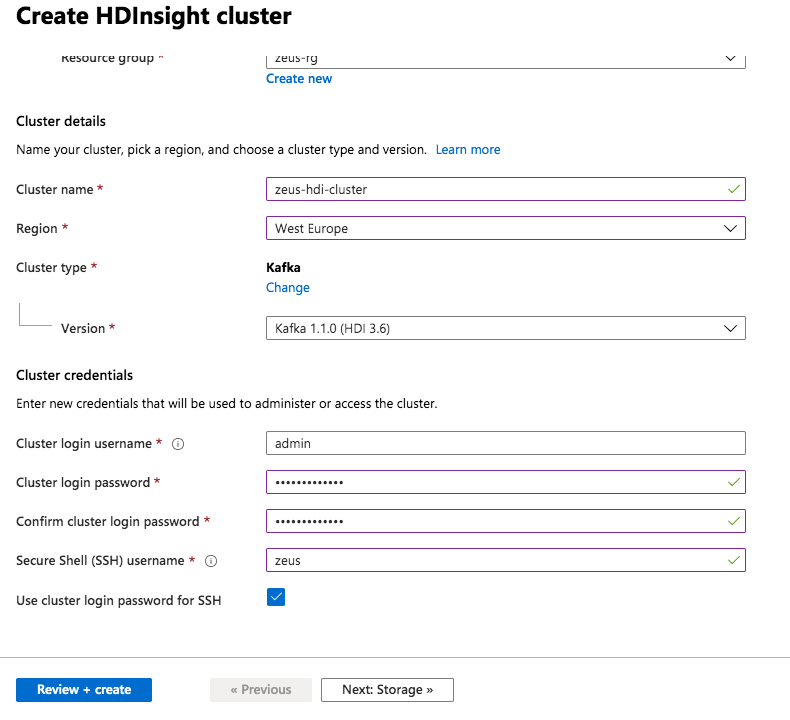 Create HDInsight cluster
Resource group *
zeus-rg
Create new
Cluster details
Name your cluster, pick a region, and choose a cluster type and version. Learn more
Cluster name *
zeus-hdi-cluster
Region *
West Europe
Cluster type *
Kafka
Change
Version *
Kafka 1.1.0 (HDI 3.6)
Cluster credentials
Enter new credentials that will be used to administer or access the cluster.
Cluster login username *
admin
Cluster login password *
•••••••••••••
Confirm cluster login password *
•••••••••••••
Secure Shell (SSH) username *
zeus
Use cluster login password for SSH
Review + create
« Previous
Next: Storage »